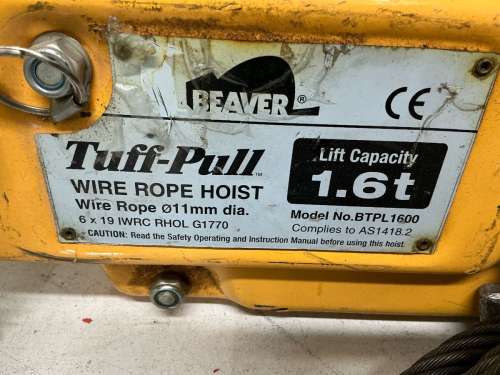 BEAVER®
CE
Tuff-Pull™
WIRE ROPE HOIST
Wire Rope Ø11mm dia.
6 x 19 IWRC RHOL G1770
Lift Capacity
1.6t
Model No.BTPL1600
Complies to AS1418.2
CAUTION: Read the Safety Operating and Instruction Manual before using this hoist.